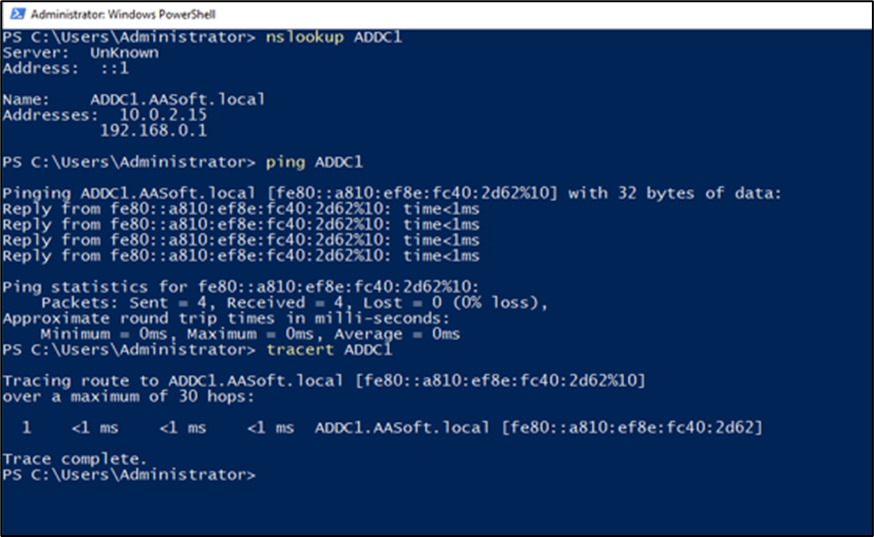 Administrator: Windows PowerShell
PS C:\Users\Administrator> nslookup ADDC1
Server:  UnKnown
Address:  ::1

Name:    ADDC1.AASoft.local
Addresses:  10.0.2.15
          192.168.0.1

PS C:\Users\Administrator> ping ADDC1

Pinging ADDC1.AASoft.local [fe80::a810:ef8e:fc40:2d62%10] with 32 bytes of data:
Reply from fe80::a810:ef8e:fc40:2d62%10: time<1ms
Reply from fe80::a810:ef8e:fc40:2d62%10: time<1ms
Reply from fe80::a810:ef8e:fc40:2d62%10: time<1ms
Reply from fe80::a810:ef8e:fc40:2d62%10: time<1ms

Ping statistics for fe80::a810:ef8e:fc40:2d62%10:
    Packets: Sent = 4, Received = 4, Lost = 0 (0% loss),
Approximate round trip times in milli-seconds:
    Minimum = 0ms, Maximum = 0ms, Average = 0ms
PS C:\Users\Administrator> tracert ADDC1

Tracing route to ADDC1.AASoft.local [fe80::a810:ef8e:fc40:2d62%10]
over a maximum of 30 hops:

  1    <1 ms    <1 ms    <1 ms  ADDC1.AASoft.local [fe80::a810:ef8e:fc40:2d62]

Trace complete.
PS C:\Users\Administrator>